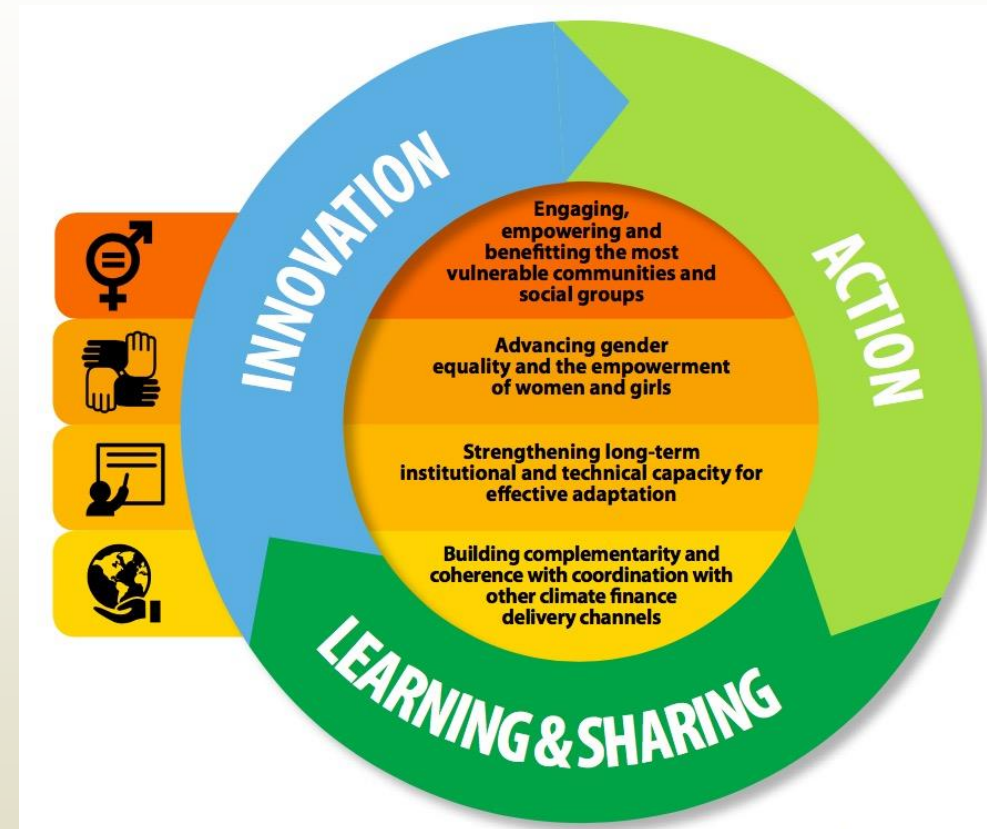 INNOVATION
ACTION
Engaging,
empowering and
benefitting the most
vulnerable communities and
social groups
Advancing gender
equality and the empowerment
of women and girls
Strengthening long-term
institutional and technical capacity for
effective adaptation
Building complementarity and
coherence with coordination with
other climate finance
delivery channels
LEARNING & SHARING